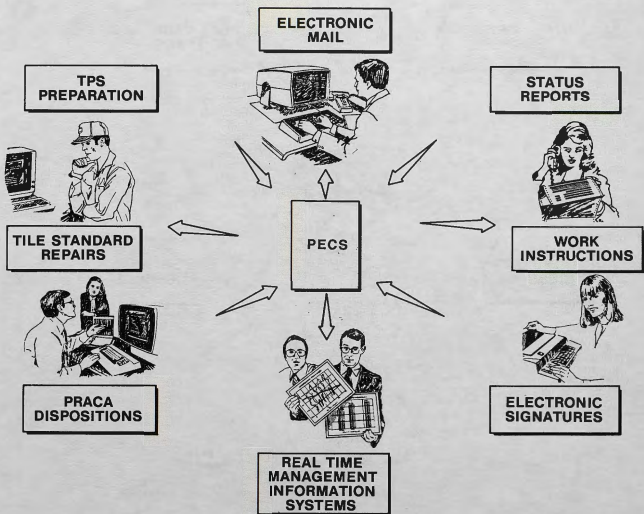 ELECTRONIC
MAIL
TPS
PREPARATION
STATUS
REPORTS
TILE STANDARD
REPAIRS
PECS
WORK
INSTRUCTIONS
PRACA
DISPOSITIONS
ELECTRONIC
SIGNATURES
REAL TIME
MANAGEMENT
INFORMATION
SYSTEMS